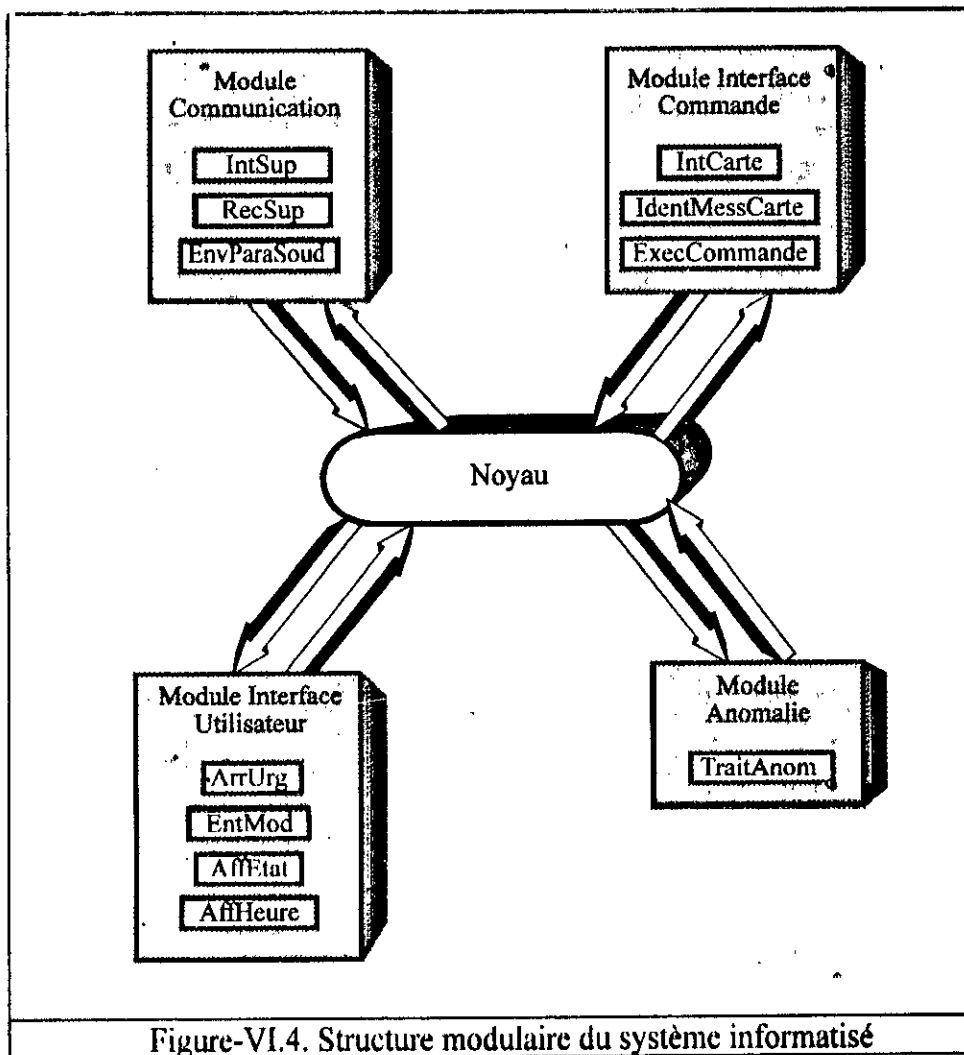 Module
Communication
IntSup
RecSup
EnvParaSoud
Module Interface
Commande
IntCarte
IdentMessCarte
ExecCommande
Noyau
Module Interface
Utilisateur
ArrUrg
EntMod
AffEtat
AffHeure
Module
Anomalie
TraitAnom
Figure-VI.4. Structure modulaire du système informatisé